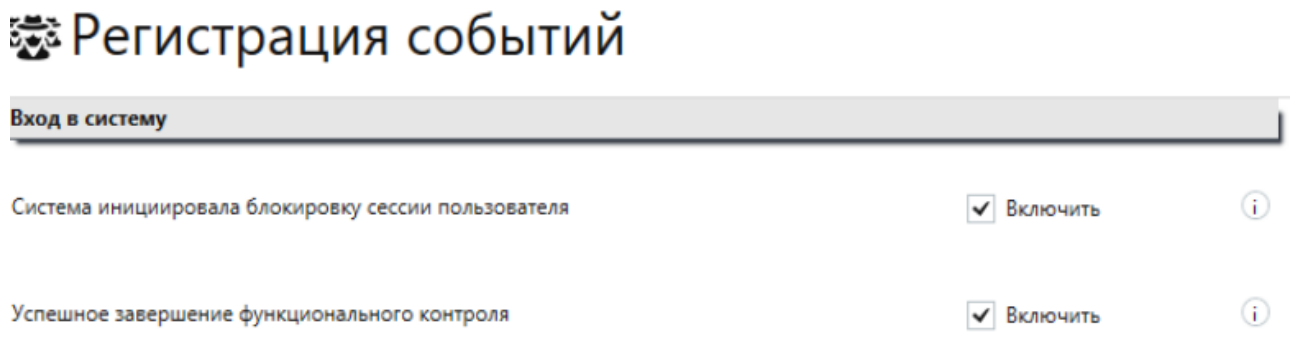 Регистрация событий
Вход в систему
Система инициировала блокировку сессии пользователя
Включить
i
Успешное завершение функционального контроля
Включить
i